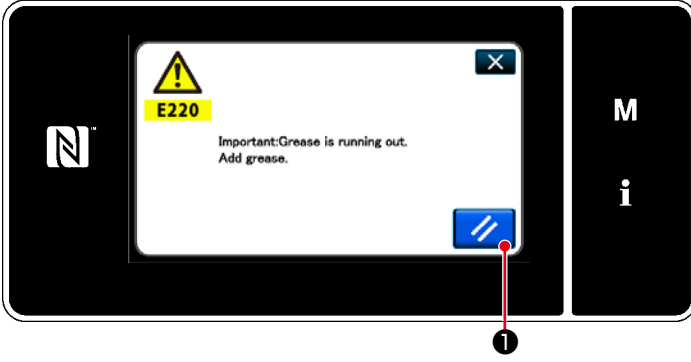 E220
Important:Grease is running out.
Add grease.
M
i
❶